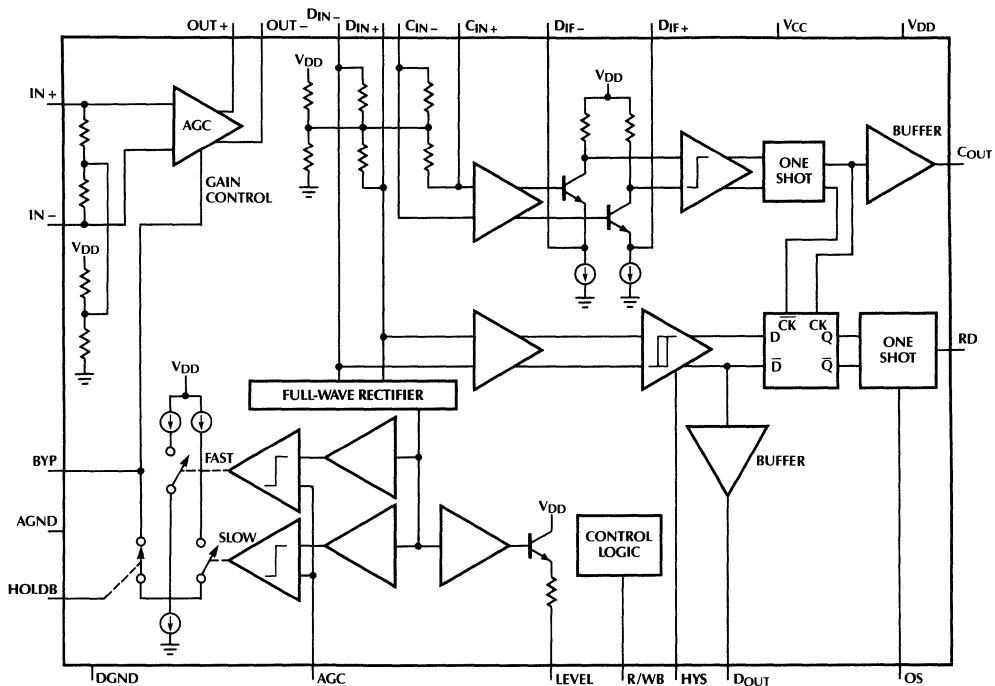 OUT + OUT – DIN– DIN+ CIN– CIN+ DIF– DIF+ VCC VDD
IN +
AGC
VDD
VDD
BUFFER
COUT
ONE
SHOT
GAIN
CONTROL
IN –
VDD
CK CK
D Q
D Q
ONE
SHOT
RD
FULL-WAVE RECTIFIER
VDD
FAST
BUFFER
BYP
AGND
SLOW
VDD
CONTROL
LOGIC
HOLDB
DGND AGC LEVEL R/WB HYS DOUT OS